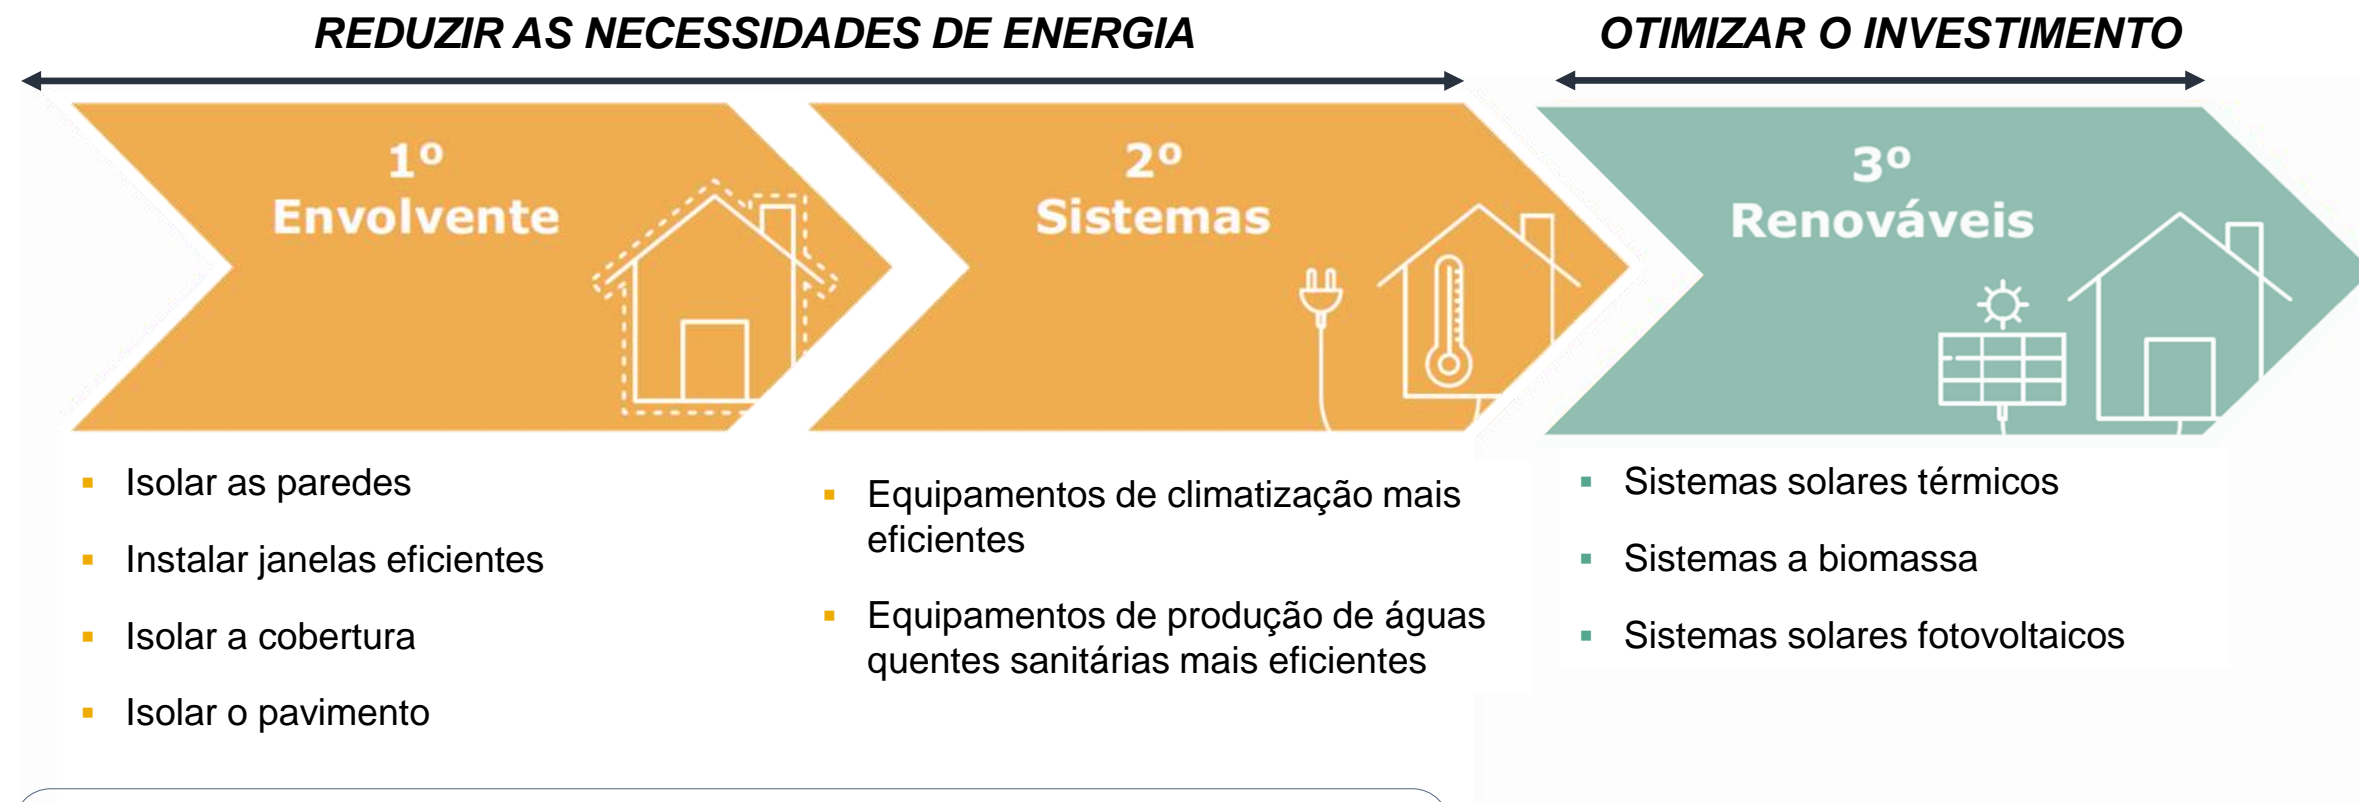 REDUZIR AS NECESSIDADES DE ENERGIA
OTIMIZAR O INVESTIMENTO
1º
Envolvente
2º
Sistemas
3º
Renováveis
Isolar as paredes
Instalar janelas eficientes
Isolar a cobertura
Isolar o pavimento
Equipamentos de climatização mais
eficientes
Equipamentos de produção de águas
quentes sanitárias mais eficientes
Sistemas solares térmicos
Sistemas a biomassa
Sistemas solares fotovoltaicos